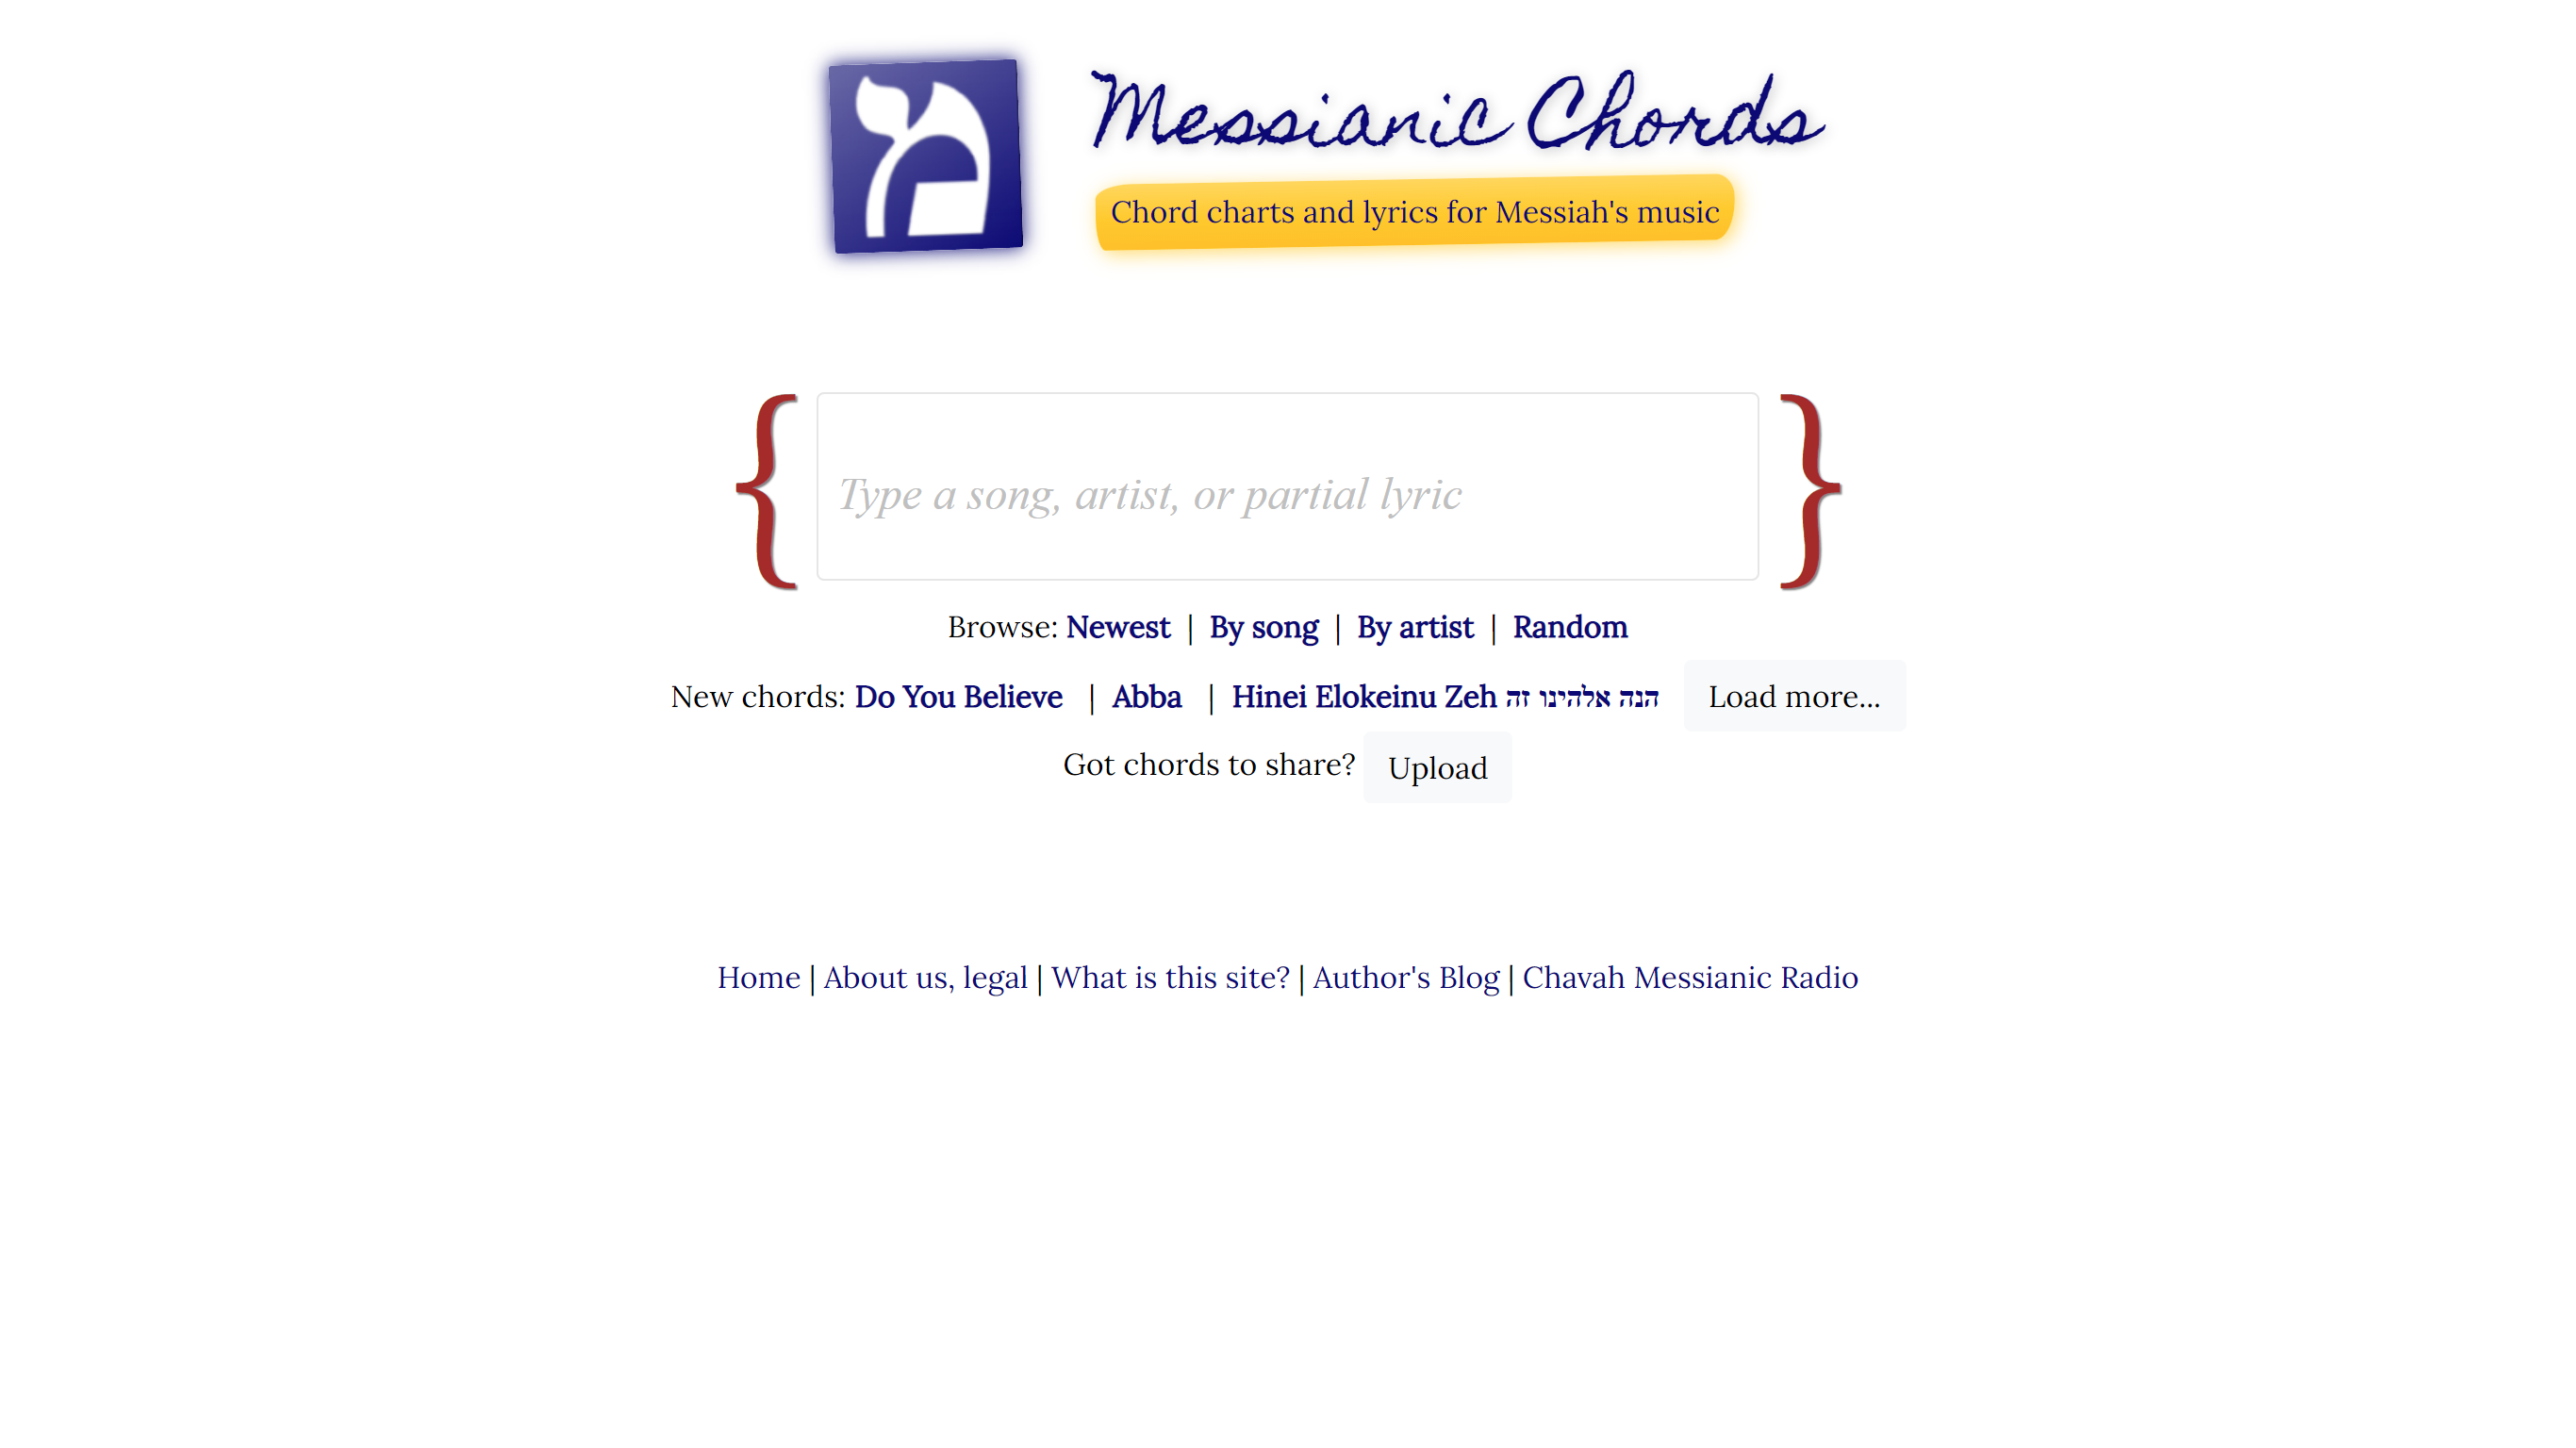 מ
Messianic Chords
Chord charts and lyrics for Messiah's music
{ Type a song, artist, or partial lyric }
Browse: Newest | By song | By artist | Random
New chords: Do You Believe | Abba | Hinei Elokeinu Zeh הנה אלהינו זה Load more...
Got chords to share? Upload
Home | About us, legal | What is this site? | Author's Blog | Chavah Messianic Radio